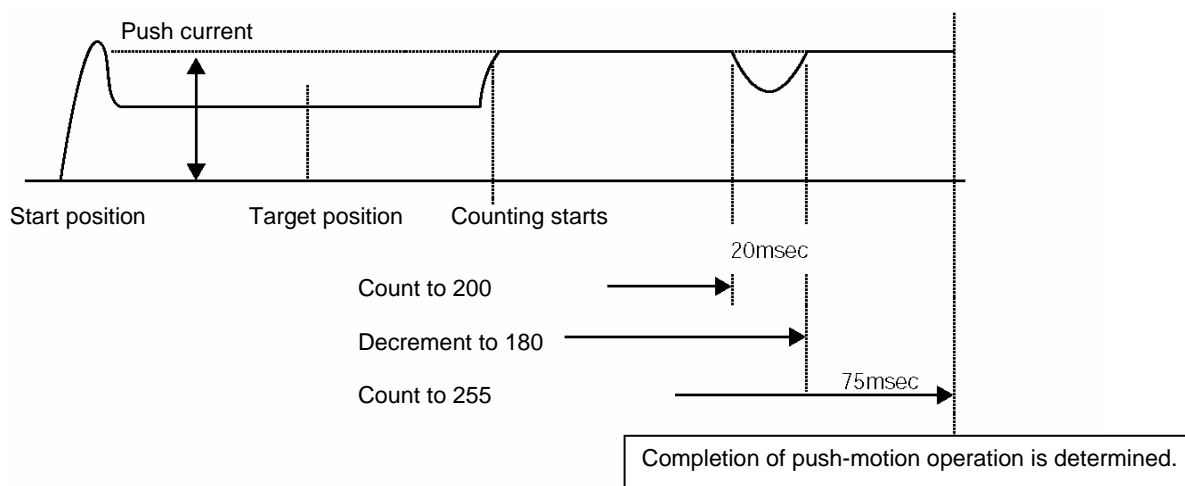 Push current
Start position
Target position
Counting starts
20msec
Count to 200
Decrement to 180
Count to 255
75msec
Completion of push-motion operation is determined.